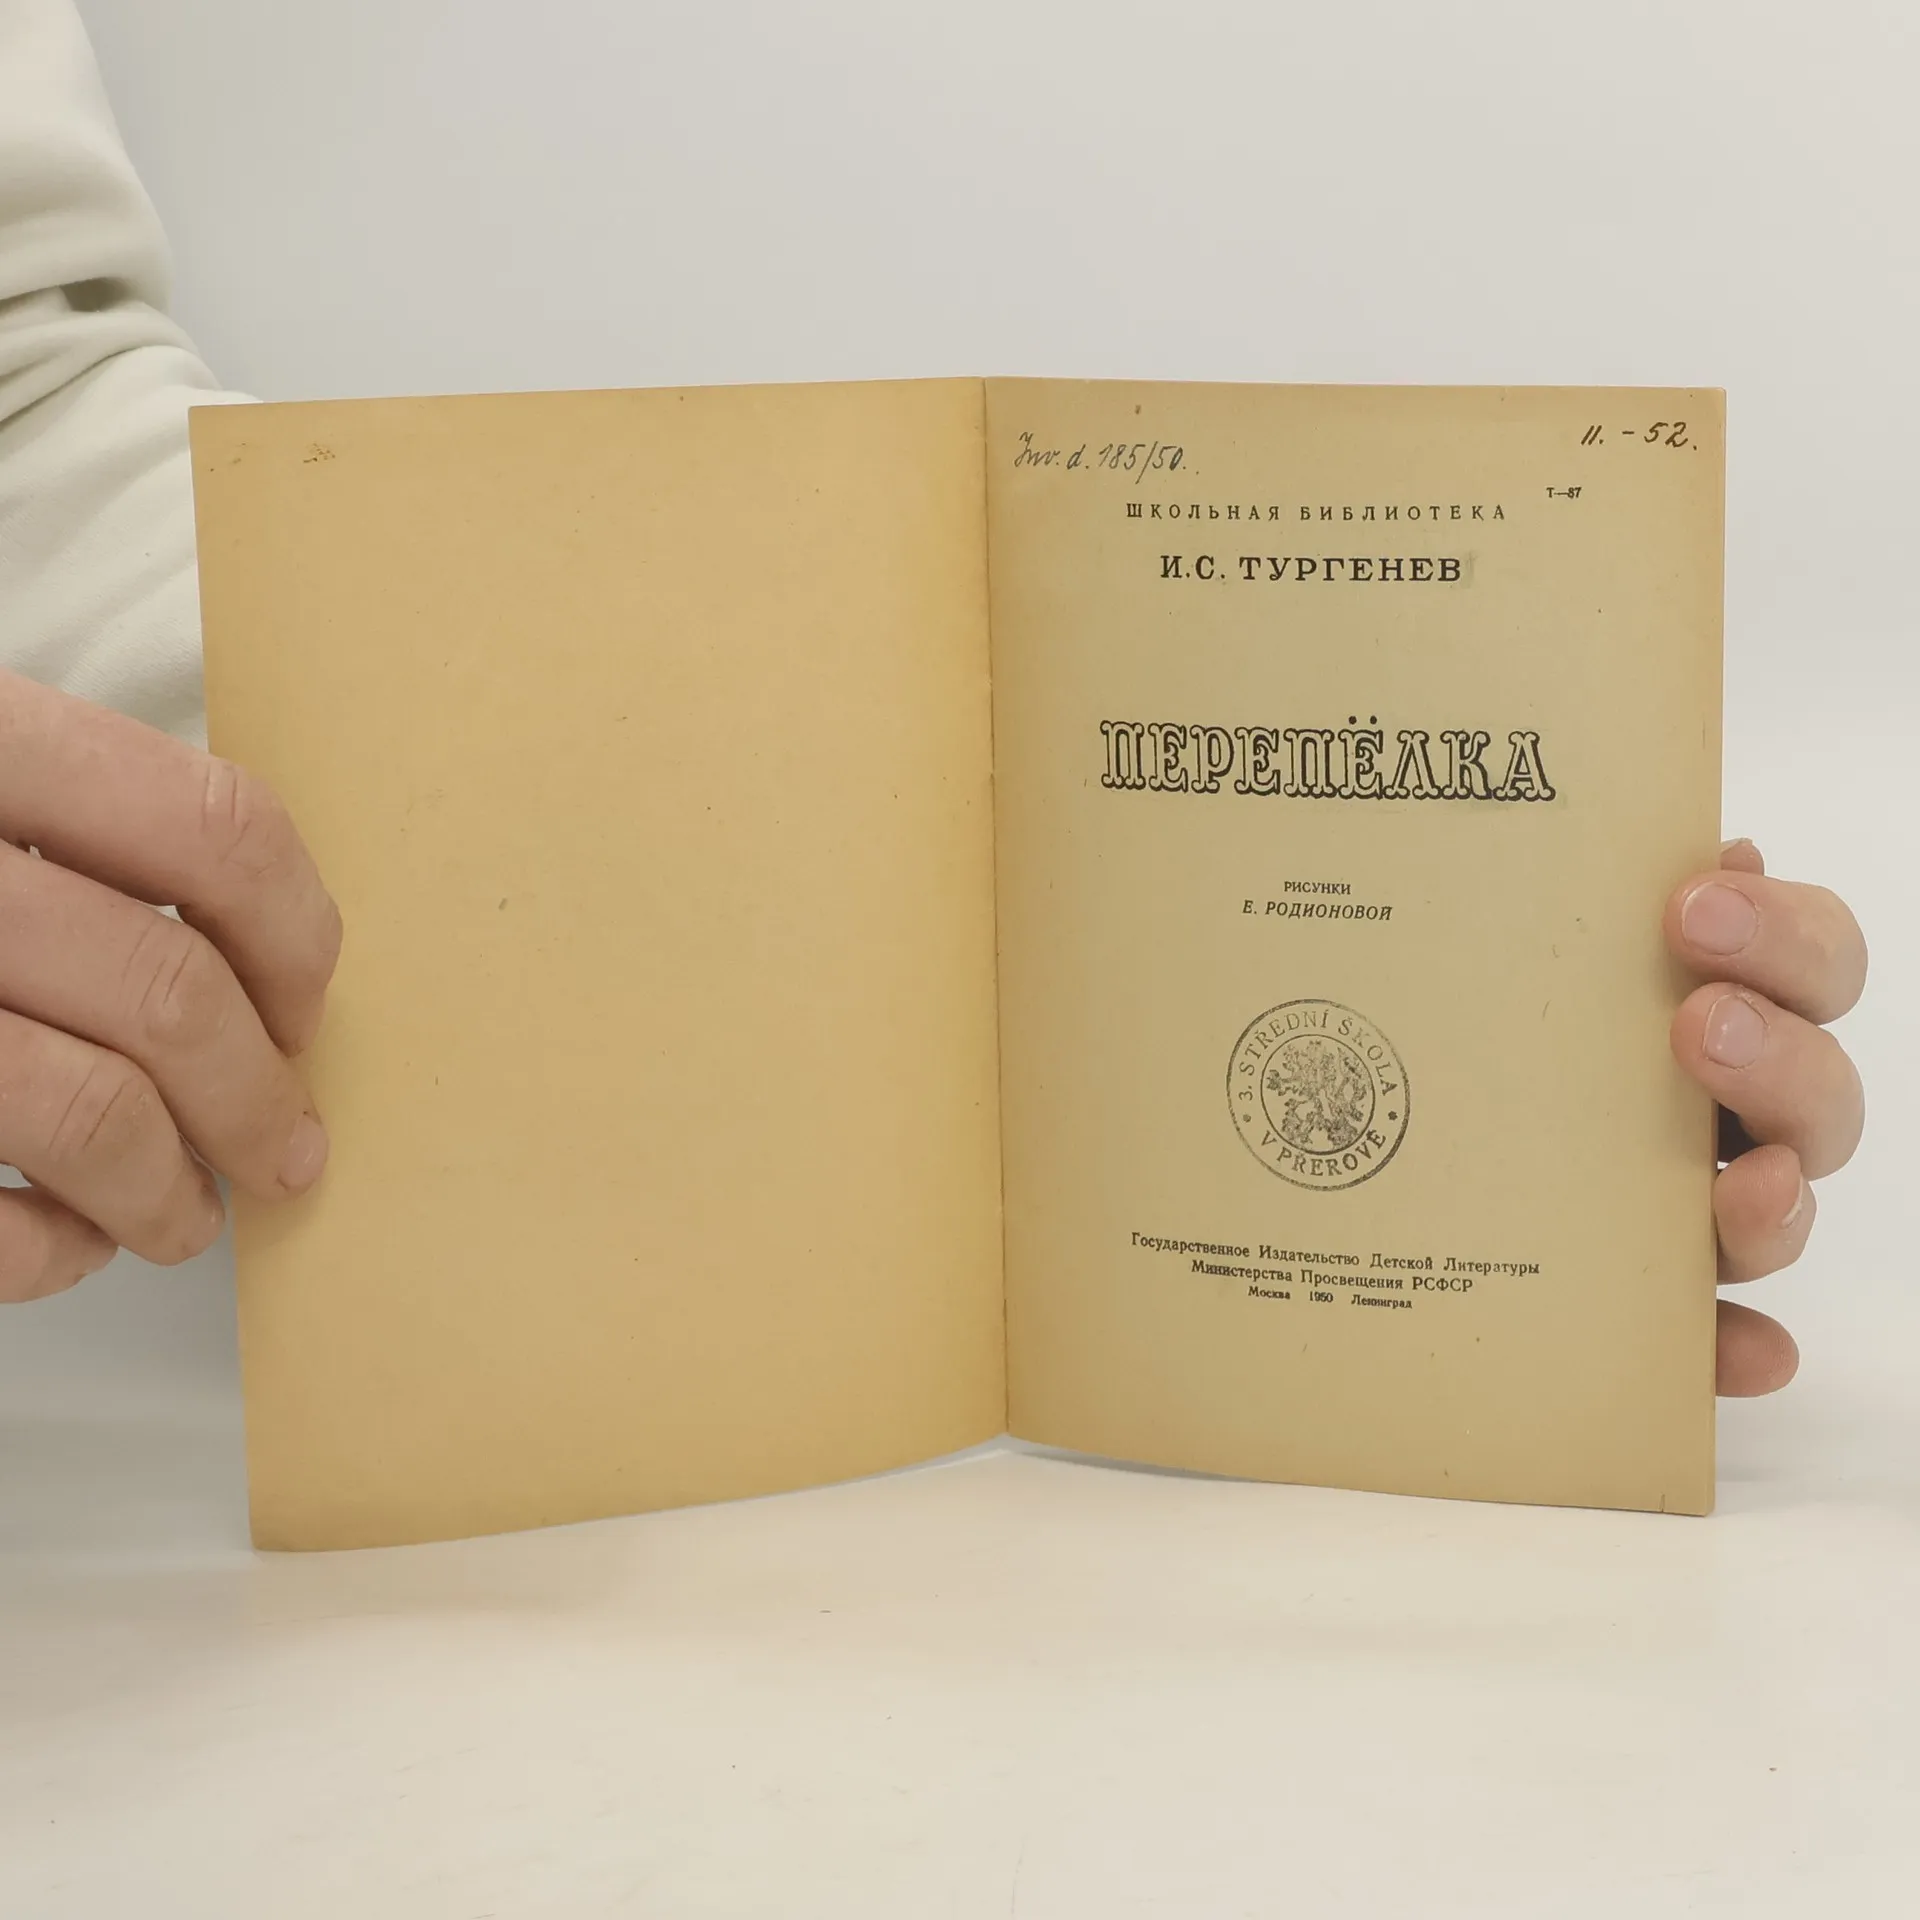 Inv. d. 185/50.
11. - 52.
Т—87
ШКОЛЬНАЯ БИБЛИОТЕКА
И.С. ТУРГЕНЕВ
ПЕРЕПЁЛКА
РИСУНКИ
Е. РОДИОНОВОЙ
3. STŘEDNÍ ŠKOLA
V PŘEROVĚ
Государственное Издательство Детской Литературы
Министерства Просвещения РСФСР
Москва 1950 Ленинград